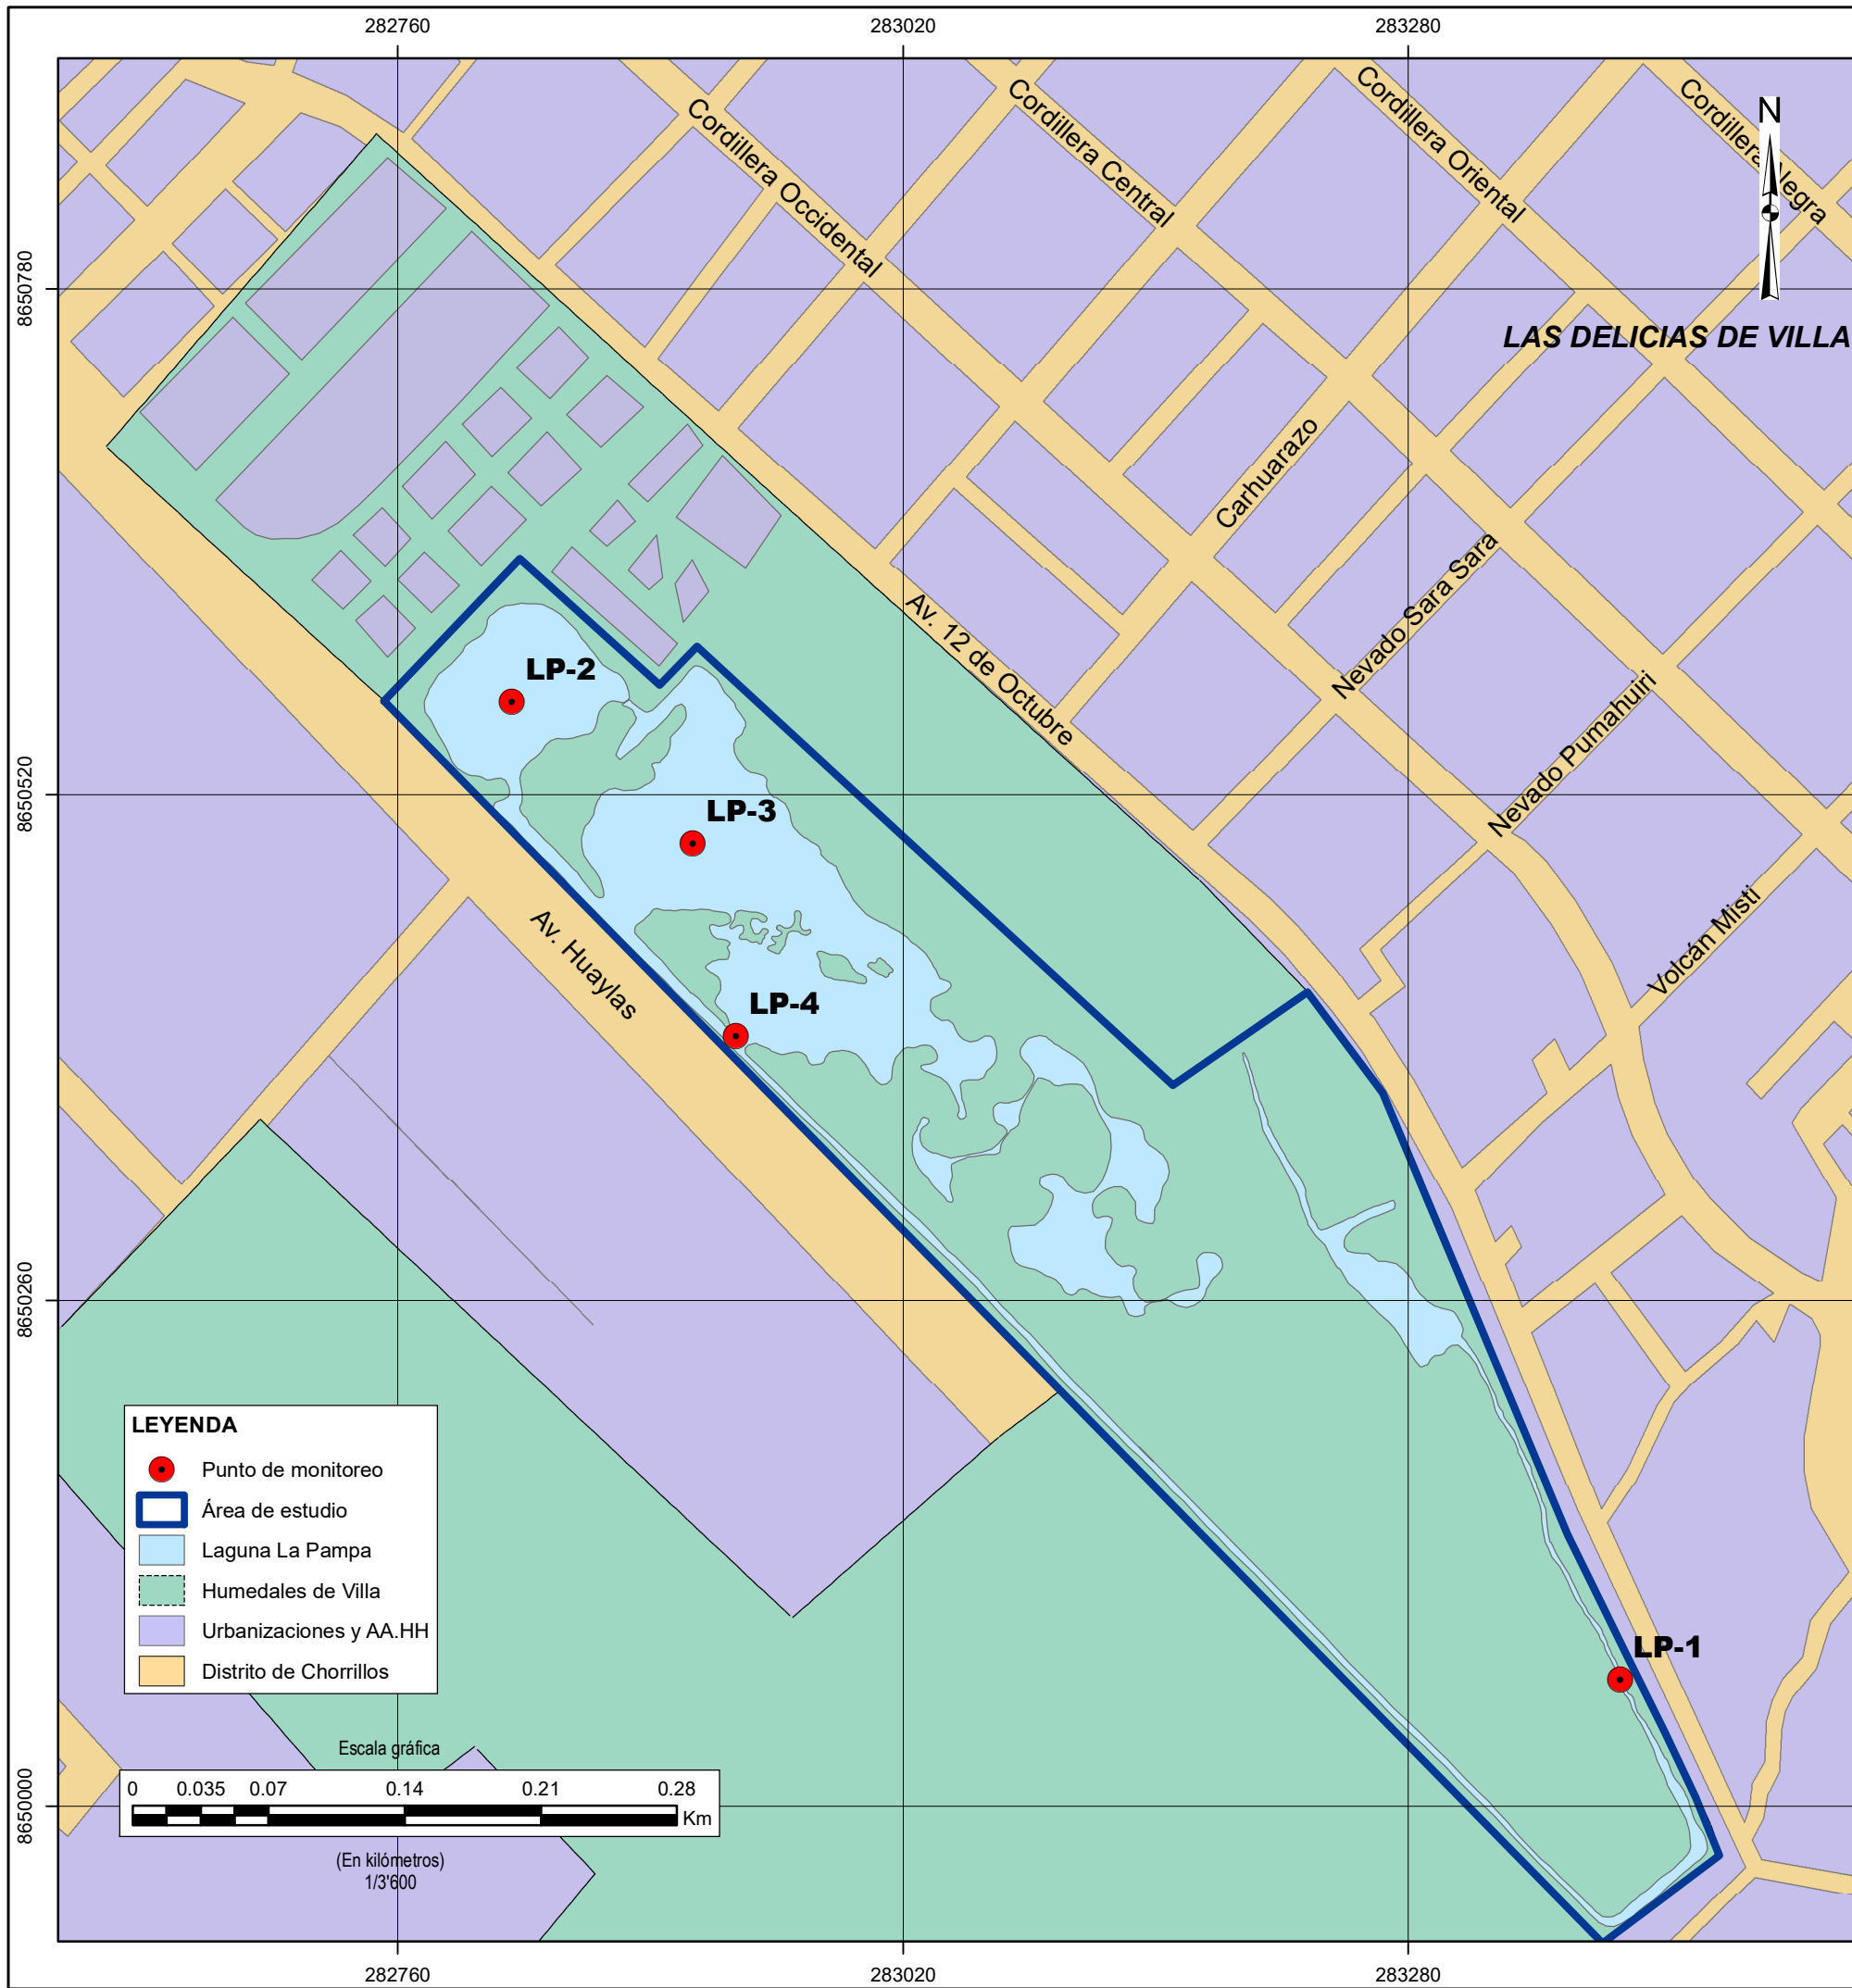 282760
283020
283280
Cordillera Occidental
Cordillera Central
Cordillera Oriental
Cordillera Negra
N
8650780
LAS DELICIAS DE VILLA
Carhuarazo
Nevado Sara Sara
Av. 12 de Octubre
LP-2
Nevado Pumahuiri
8650520
LP-3
Av. Huaylas
Volcán Misti
LP-4
8650260
LEYENDA
Punto de monitoreo
Área de estudio
Laguna La Pampa
Humedales de Villa
Urbanizaciones y AA.HH
Distrito de Chorrillos
LP-1
Escala gráfica
0 0.035 0.07 0.14 0.21 0.28
Km
8650000
(En kilómetros)
1/3'600
282760
283020
283280